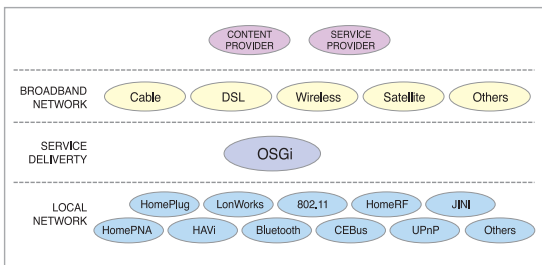 CONTENT
PROVIDER
SERVICE
PROVIDER
BROADBAND
NETWORK
Cable
DSL
Wireless
Satellite
Others
SERVICE
DELIVERTY
OSGi
LOCAL
NETWORK
HomePlug
LonWorks
802.11
HomeRF
JINI
HomePNA
HAVi
Bluetooth
CEBus
UPnP
Others